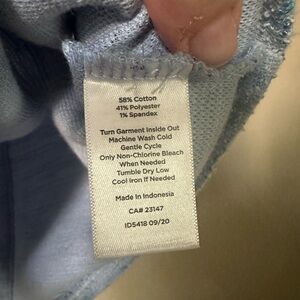 58% Cotton
41% Polyester
1% Spandex
Turn Garment Inside Out
Machine Wash Cold
Gentle Cycle
Only Non-Chlorine Bleach
When Needed
Tumble Dry Low
Cool Iron If Needed
Made in Indonesia
CA# 23147
ID5418 09/20